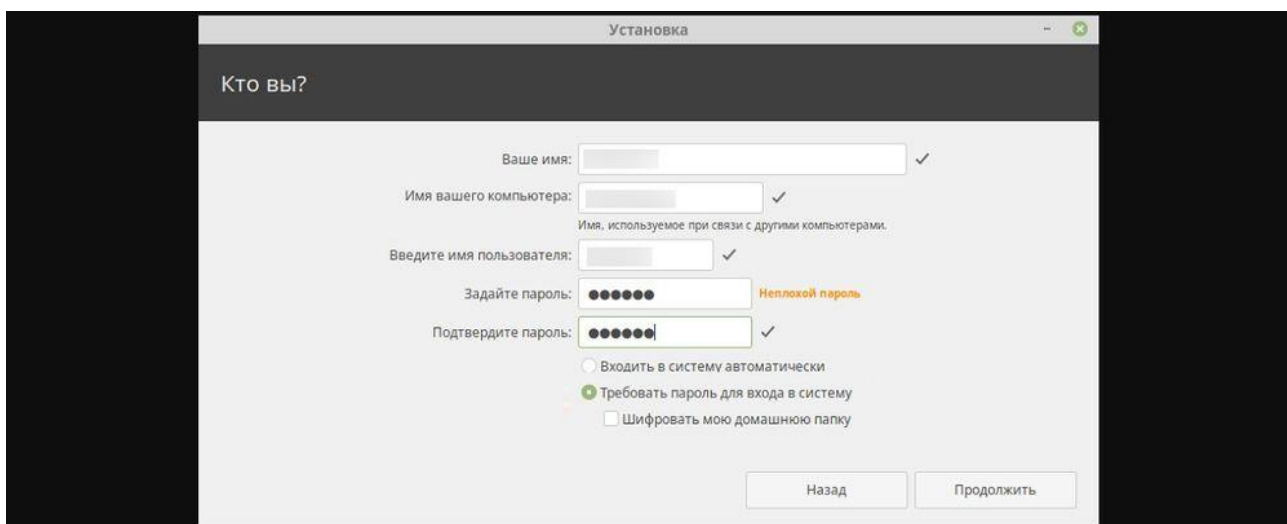 Установка
Кто вы?
Ваше имя:
Имя вашего компьютера:
Имя, используемое при связи с другими компьютерами.
Введите имя пользователя:
Задайте пароль: ●●●●●● Неплохой пароль
Подтвердите пароль: ●●●●●●
Входить в систему автоматически
Требовать пароль для входа в систему
Шифровать мою домашнюю папку
Назад Продолжить